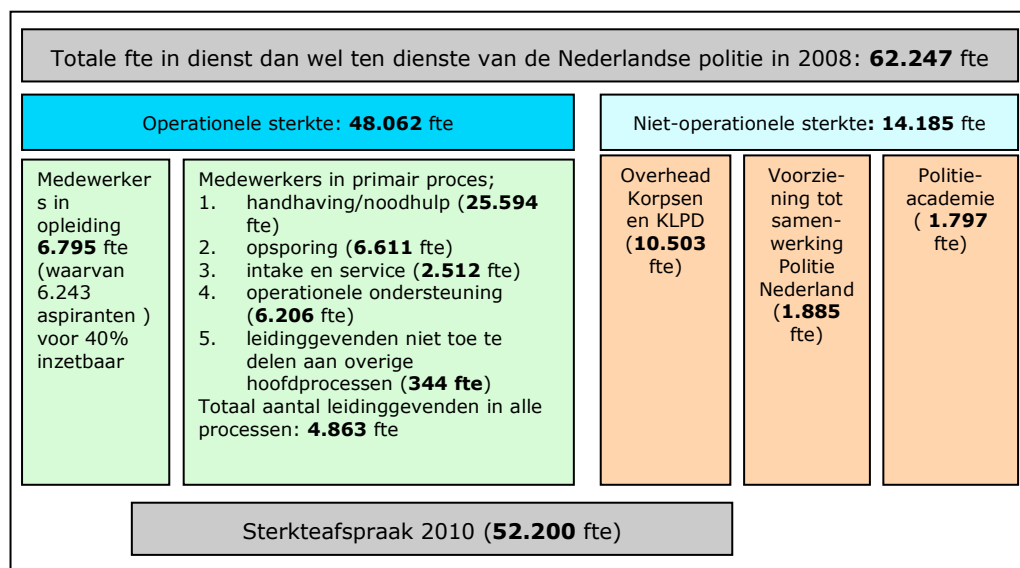 Totale fte in dienst dan wel ten dienste van de Nederlandse politie in 2008: 62.247 fte
Operationele sterkte: 48.062 fte
Niet-operationele sterkte: 14.185 fte
Medewerker
s in
opleiding
6.795 fte
(waarvan
6.243
aspiranten )
voor 40%
inzetbaar
Medewerkers in primair proces;
1. handhaving/noodhulp (25.594
fte)
2. opsporing (6.611 fte)
3. intake en service (2.512 fte)
4. operationele ondersteuning
(6.206 fte)
5. leidinggevenden niet toe te
delen aan overige
hoofdprocessen (344 fte)
Totaal aantal leidinggevenden in alle
processen: 4.863 fte
Overhead
Korpsen
en KLPD
(10.503
fte)
Voorzie-
ning tot
samen-
werking
Politie
Nederland
(1.885
fte)
Politie-
academie
( 1.797
fte)
Sterkteafspraak 2010 (52.200 fte)